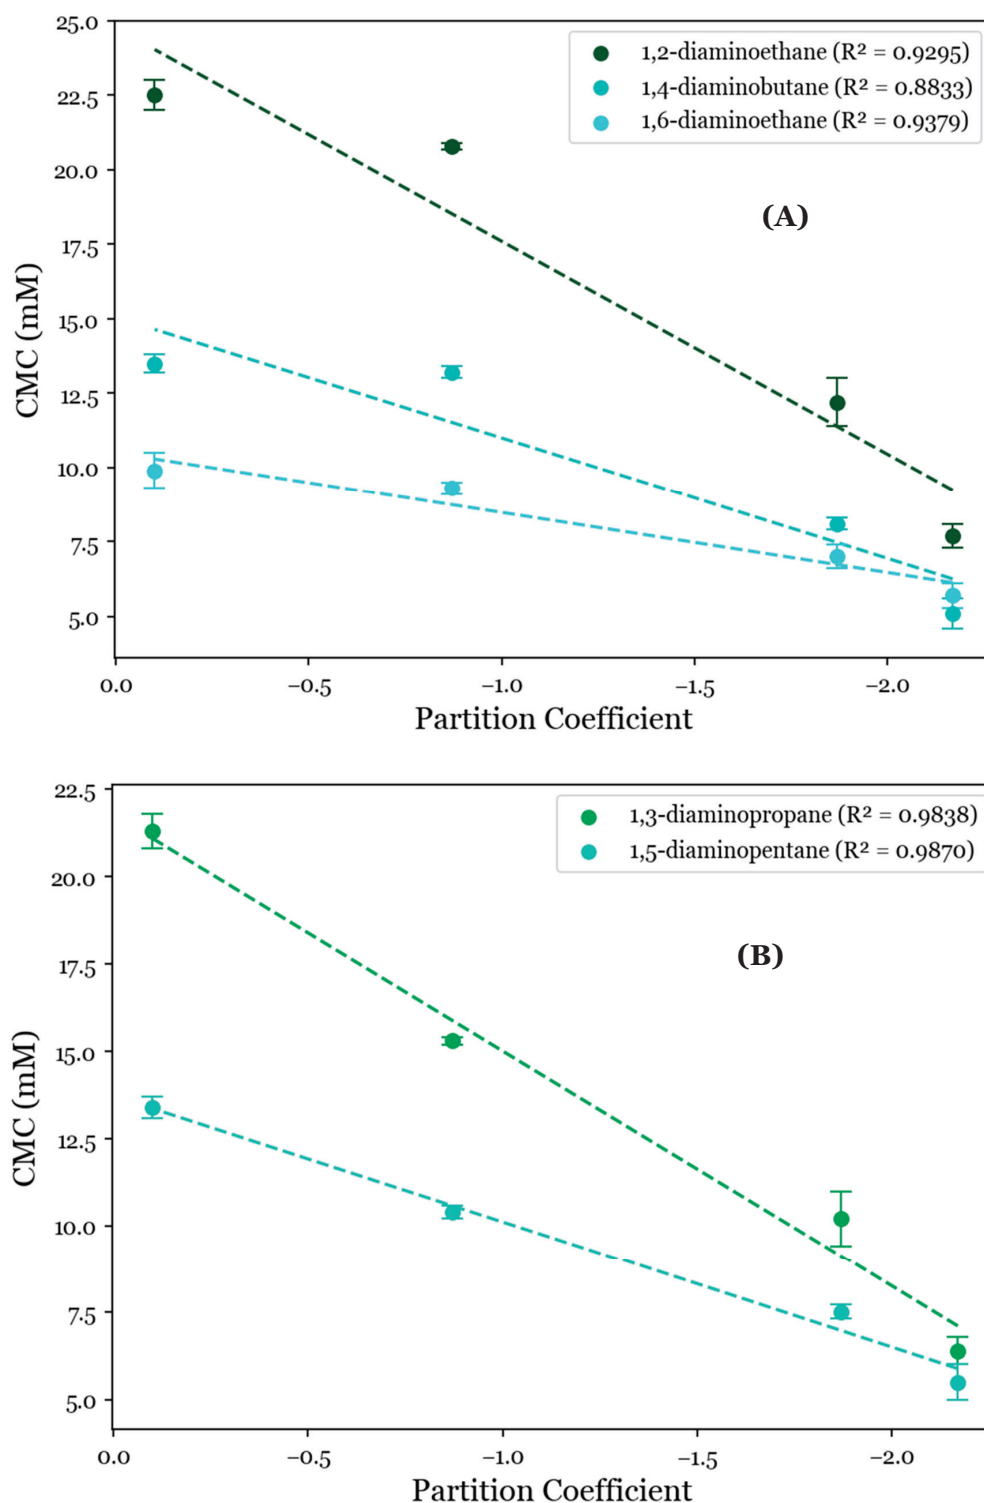 25.0
22.5
20.0
17.5
15.0
12.5
10.0
7.5
5.0
CMC (mM)
1,2-diaminoethane (R² = 0.9295)
1,4-diaminobutane (R² = 0.8833)
1,6-diaminoethane (R² = 0.9379)
(A)
0.0 −0.5 −1.0 −1.5 −2.0
Partition Coefficient
22.5
20.0
17.5
15.0
12.5
10.0
7.5
5.0
CMC (mM)
1,3-diaminopropane (R² = 0.9838)
1,5-diaminopentane (R² = 0.9870)
(B)
0.0 −0.5 −1.0 −1.5 −2.0
Partition Coefficient